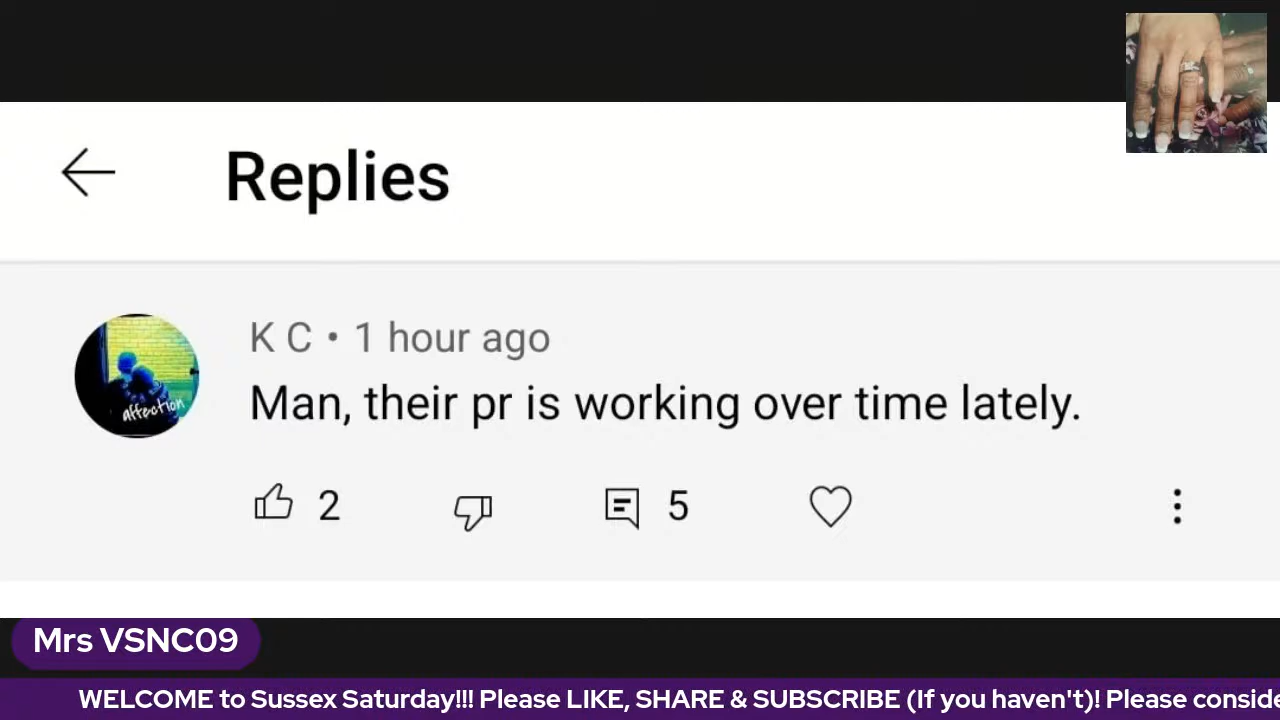 Replies
K C • 1 hour ago
affection
Man, their pr is working over time lately.
2
5
Mrs VSNC09
WELCOME to Sussex Saturday!!! Please LIKE, SHARE & SUBSCRIBE (If you haven't)! Please conside